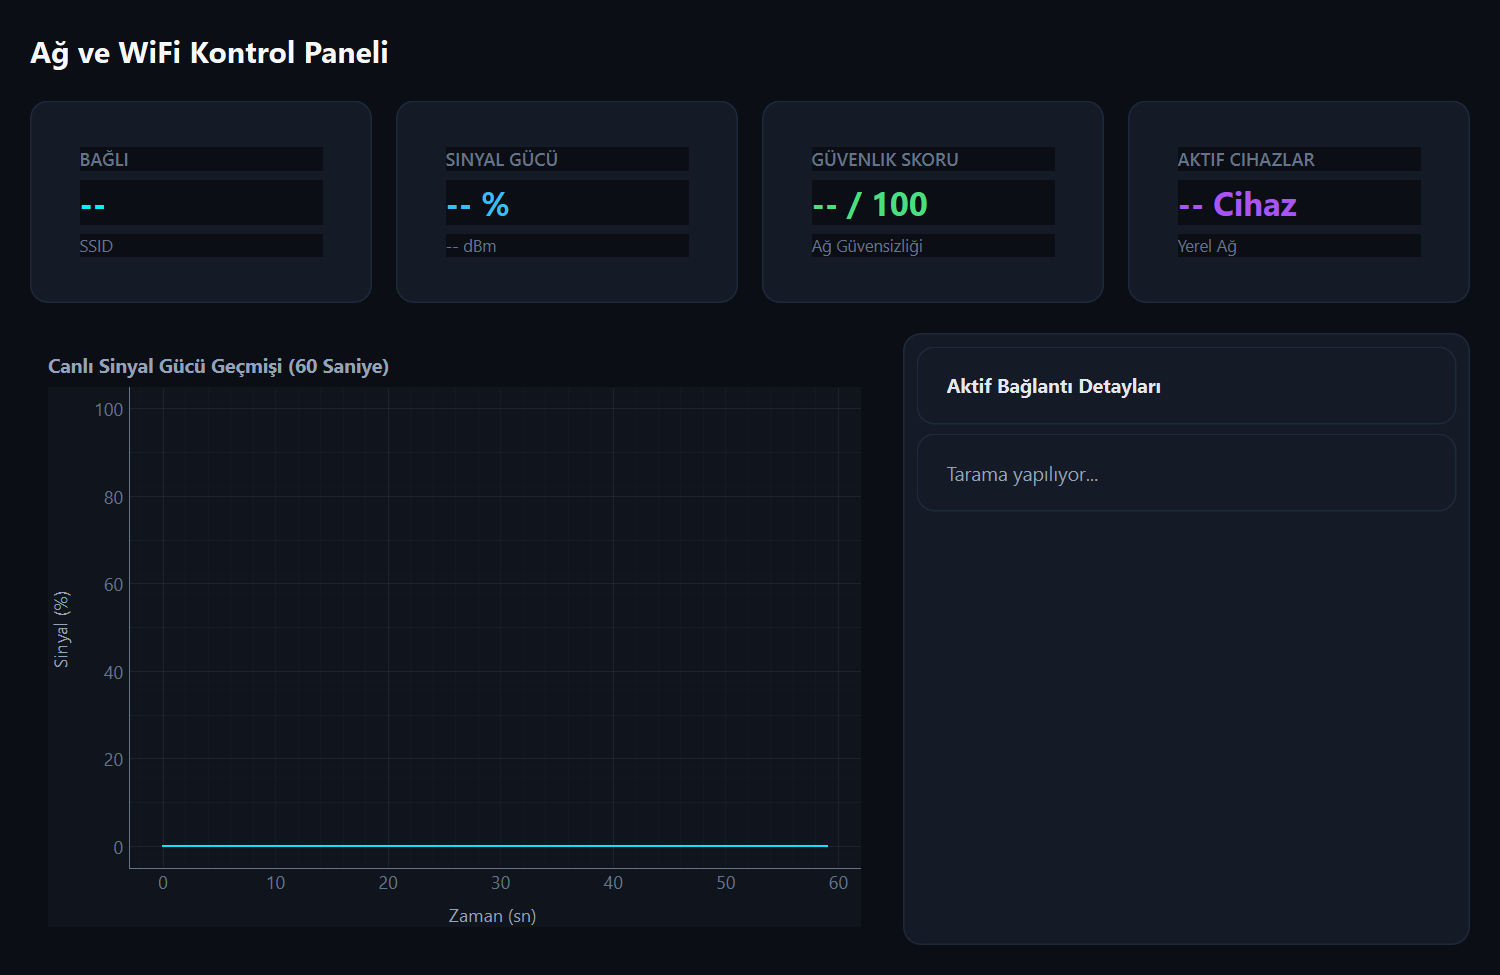 Ağ ve WiFi Kontrol Paneli
BAĞLI
--
SSID
SINYAL GÜCÜ
-- %
-- dBm
GÜVENLIK SKORU
-- / 100
Ağ Güvensizliği
AKTIF CIHAZLAR
-- Cihaz
Yerel Ağ
Canlı Sinyal Gücü Geçmişi (60 Saniye)
100
80
60
40
20
0
Sinyal (%)
0 10 20 30 40 50 60
Zaman (sn)
Aktif Bağlantı Detayları
Tarama yapılıyor...